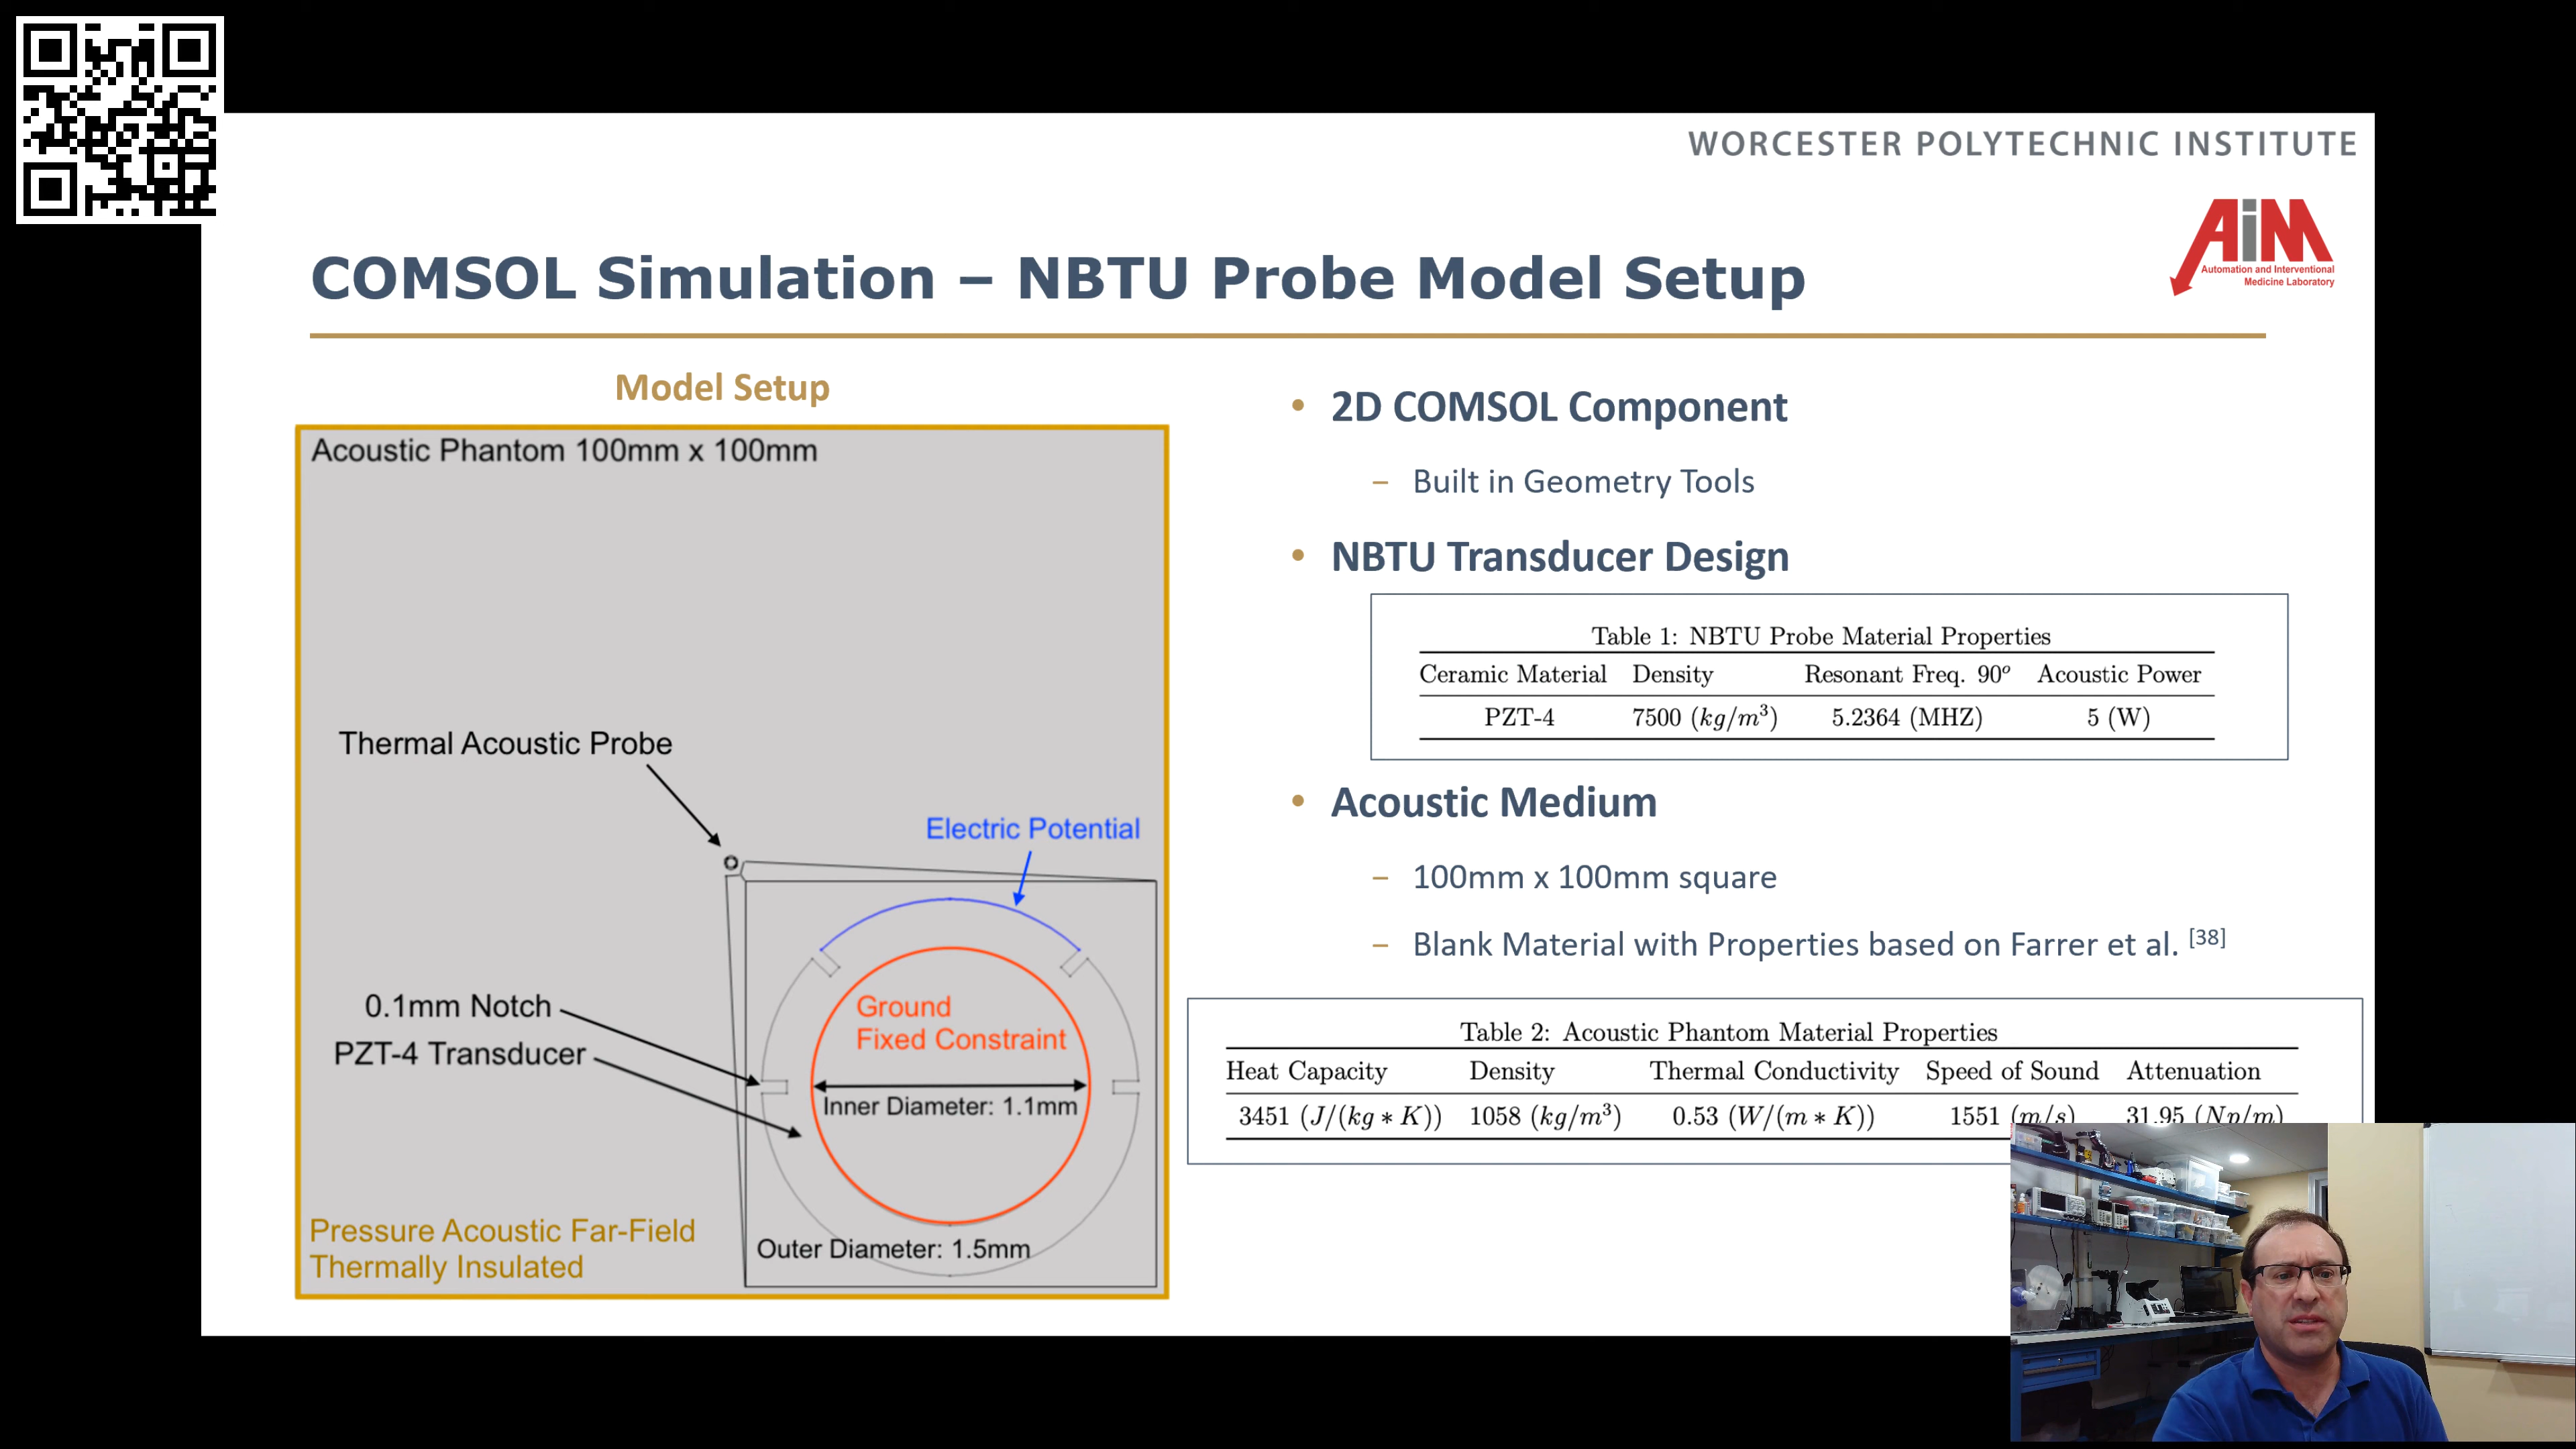 WORCESTER POLYTECHNIC INSTITUTE
AiM
Automation and Interventional
Medicine Laboratory
COMSOL Simulation – NBTU Probe Model Setup
Model Setup
Acoustic Phantom 100mm x 100mm
Thermal Acoustic Probe
Electric Potential
0.1mm Notch
PZT-4 Transducer
Ground
Fixed Constraint
Inner Diameter: 1.1mm
Outer Diameter: 1.5mm
Pressure Acoustic Far-Field
Thermally Insulated
• 2D COMSOL Component
– Built in Geometry Tools
• NBTU Transducer Design
Table 1: NBTU Probe Material Properties
Ceramic Material Density Resonant Freq. 90° Acoustic Power
PZT-4 7500 (kg/m³) 5.2364 (MHZ) 5 (W)
• Acoustic Medium
– 100mm x 100mm square
– Blank Material with Properties based on Farrer et al. [38]
Table 2: Acoustic Phantom Material Properties
Heat Capacity Density Thermal Conductivity Speed of Sound Attenuation
3451 (J/(kg * K)) 1058 (kg/m³) 0.53 (W/(m * K)) 1551 (m/s) 31.95 (Np/m)